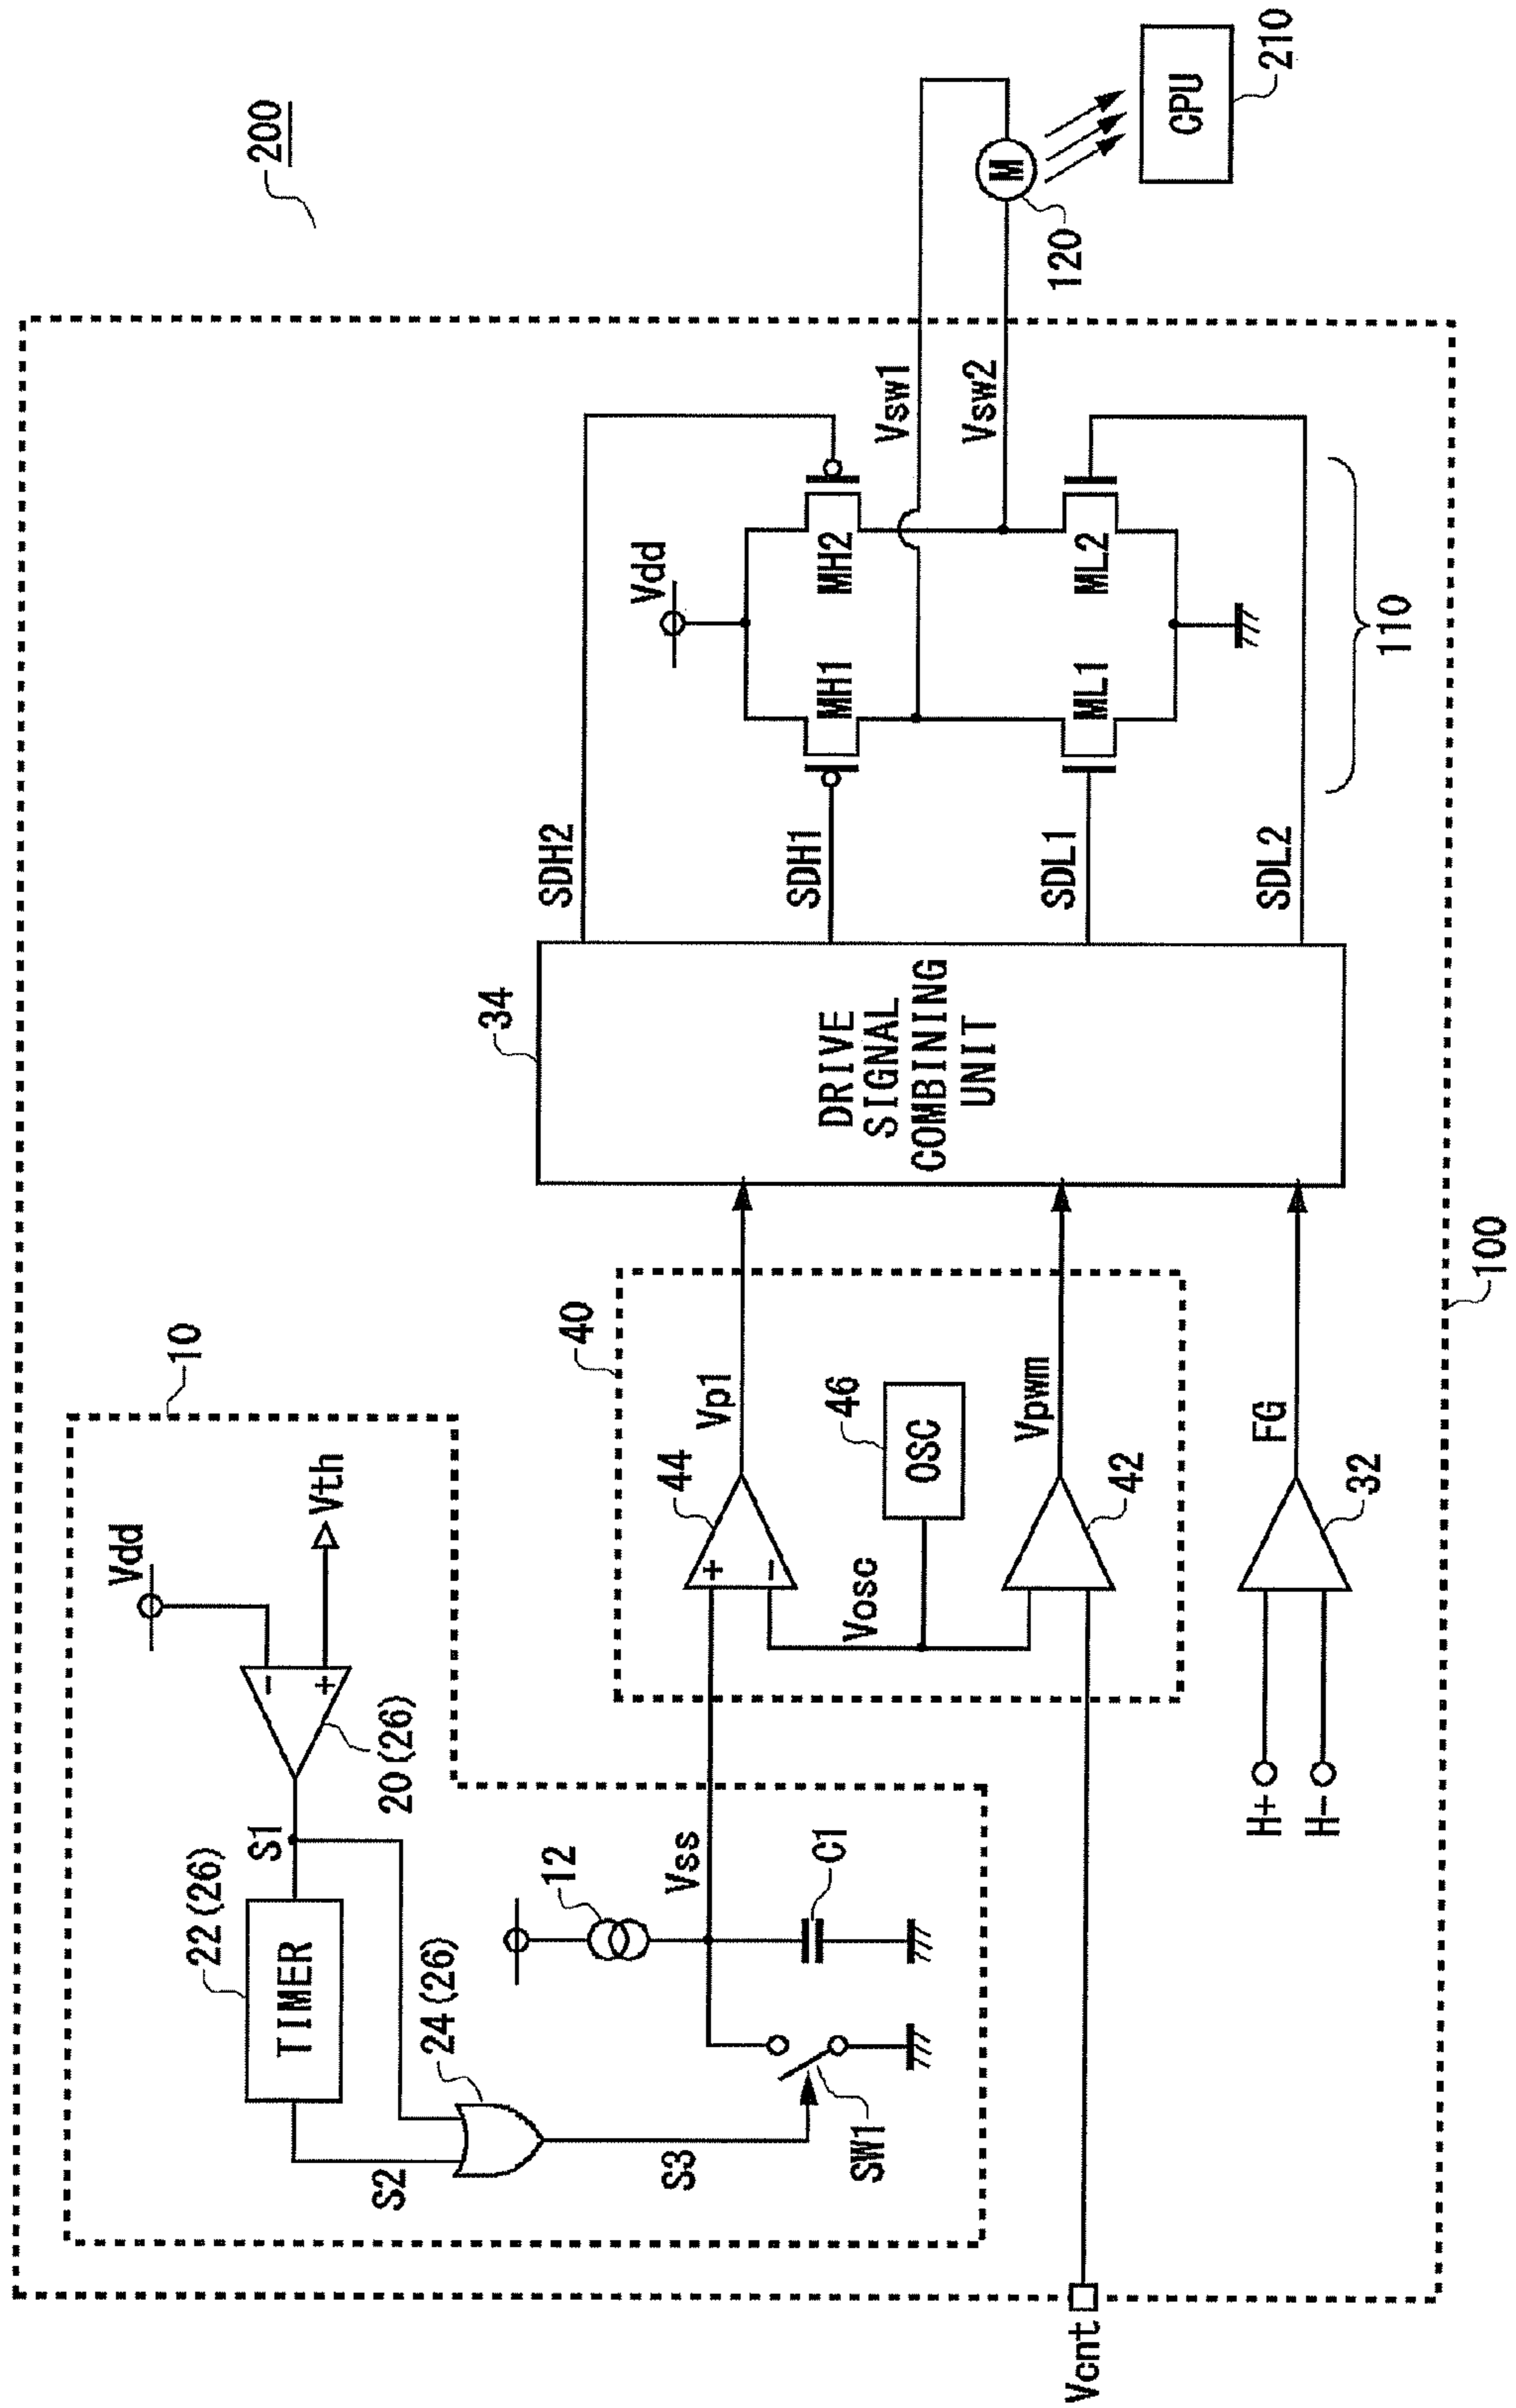 200
10
Vdd
Vth
20(26)
S1
22(26)
TIMER
24(26)
S2
S3
SW1
12
Vss
C1
40
44
+
-
Vp1
-
+
46
OSC
Vosc
Vpwm
42
FG
32
H+
H-
Vcnt
34
DRIVE
SIGNAL
COMBINING
UNIT
SDH2
SDH1
SDL1
SDL2
Vdd
MH1
MH2
ML1
ML2
Vsw1
Vsw2
110
M
120
CPU
210
100